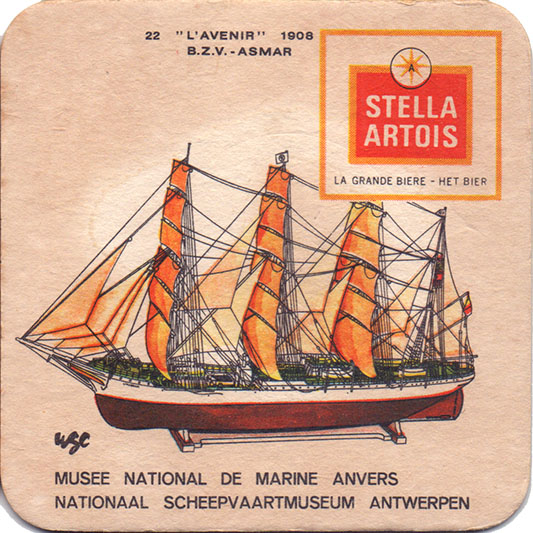 22 "L'AVENIR" 1908
B.Z.V.-ASMAR
A
STELLA
ARTOIS
LA GRANDE BIERE - HET BIER
wsc
MUSEE NATIONAL DE MARINE ANVERS
NATIONAAL SCHEEPVAARTMUSEUM ANTWERPEN